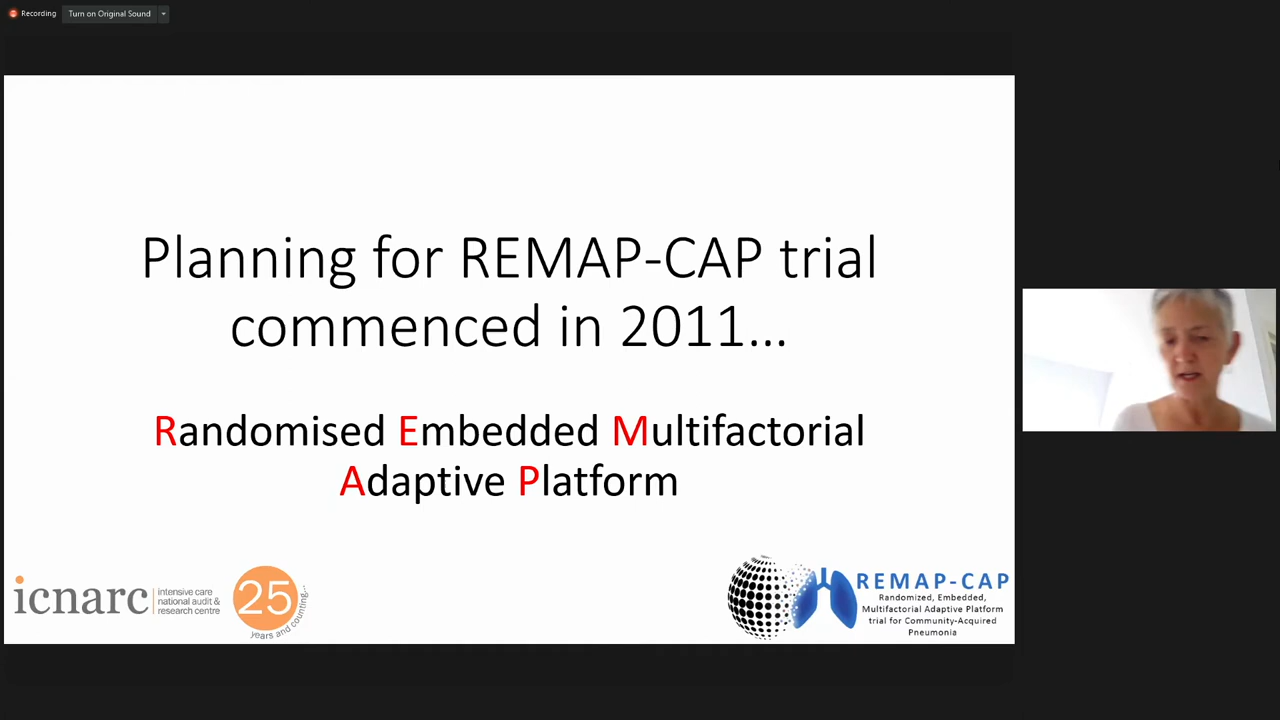 Recording
Turn on Original Sound
Planning for REMAP-CAP trial
commenced in 2011...
Randomised Embedded Multifactorial
Adaptive Platform
icnarc
intensive care
national audit &
research centre
25
years and counting...
REMAP-CAP
Randomized, Embedded,
Multifactorial Adaptive Platform
trial for Community-Acquired
Pneumonia